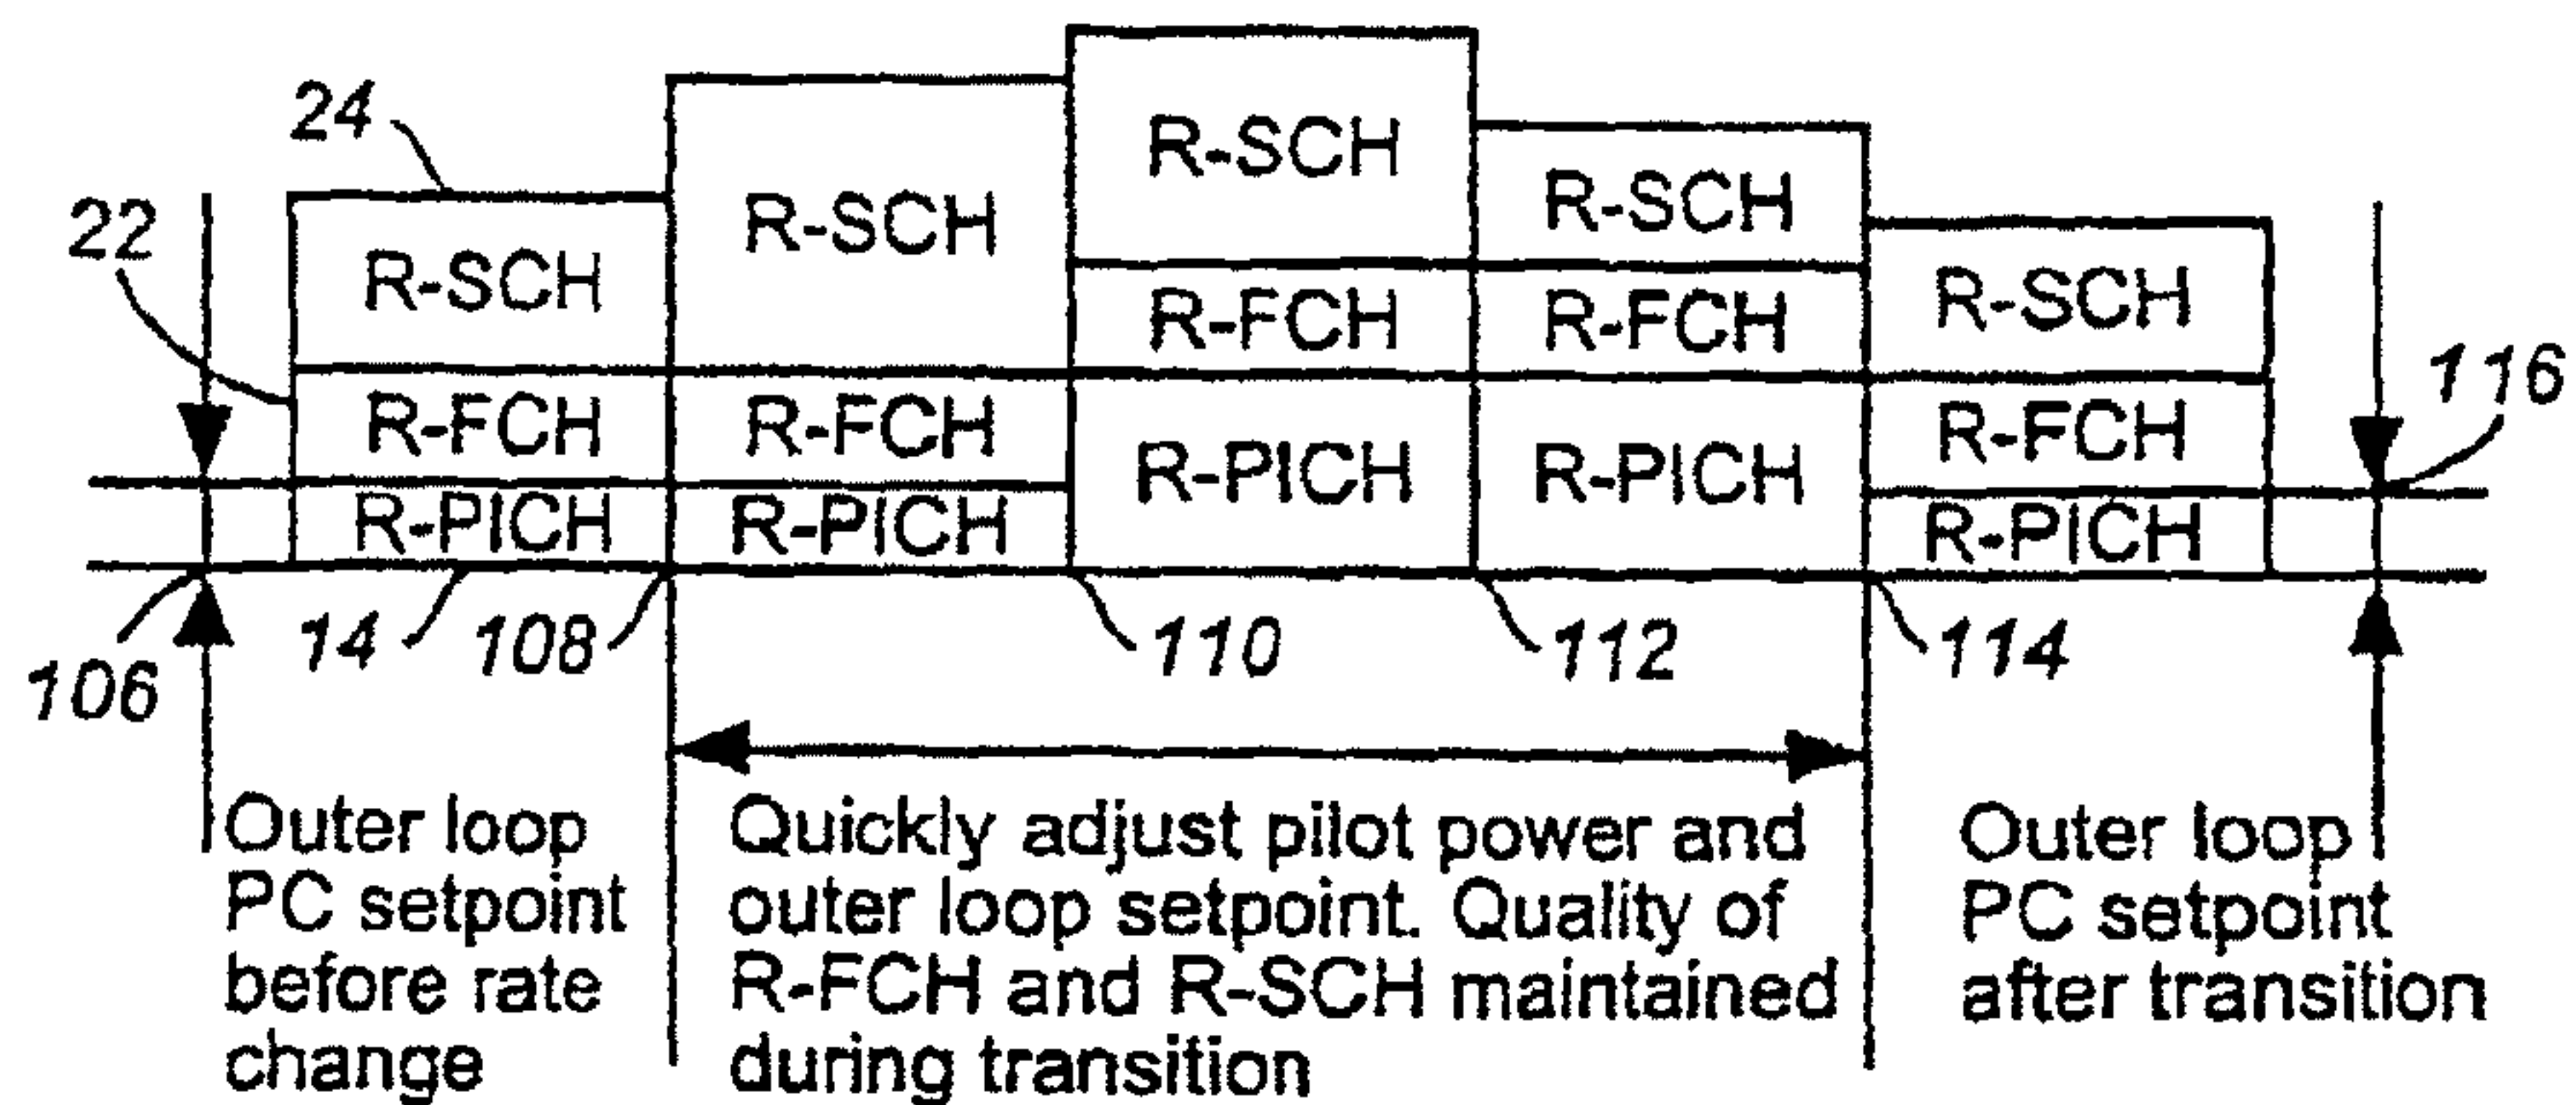 24
22
R-SCH
R-SCH
R-SCH
R-SCH
R-SCH
R-FCH
R-FCH
R-FCH
R-FCH
R-FCH
R-PICH
R-PICH
R-PICH
R-PICH
R-PICH
116
106
14
108
110
112
114
Outer loop
PC setpoint
before rate
change
Quickly adjust pilot power and
outer loop setpoint. Quality of
R-FCH and R-SCH maintained
during transition
Outer loop
PC setpoint
after transition